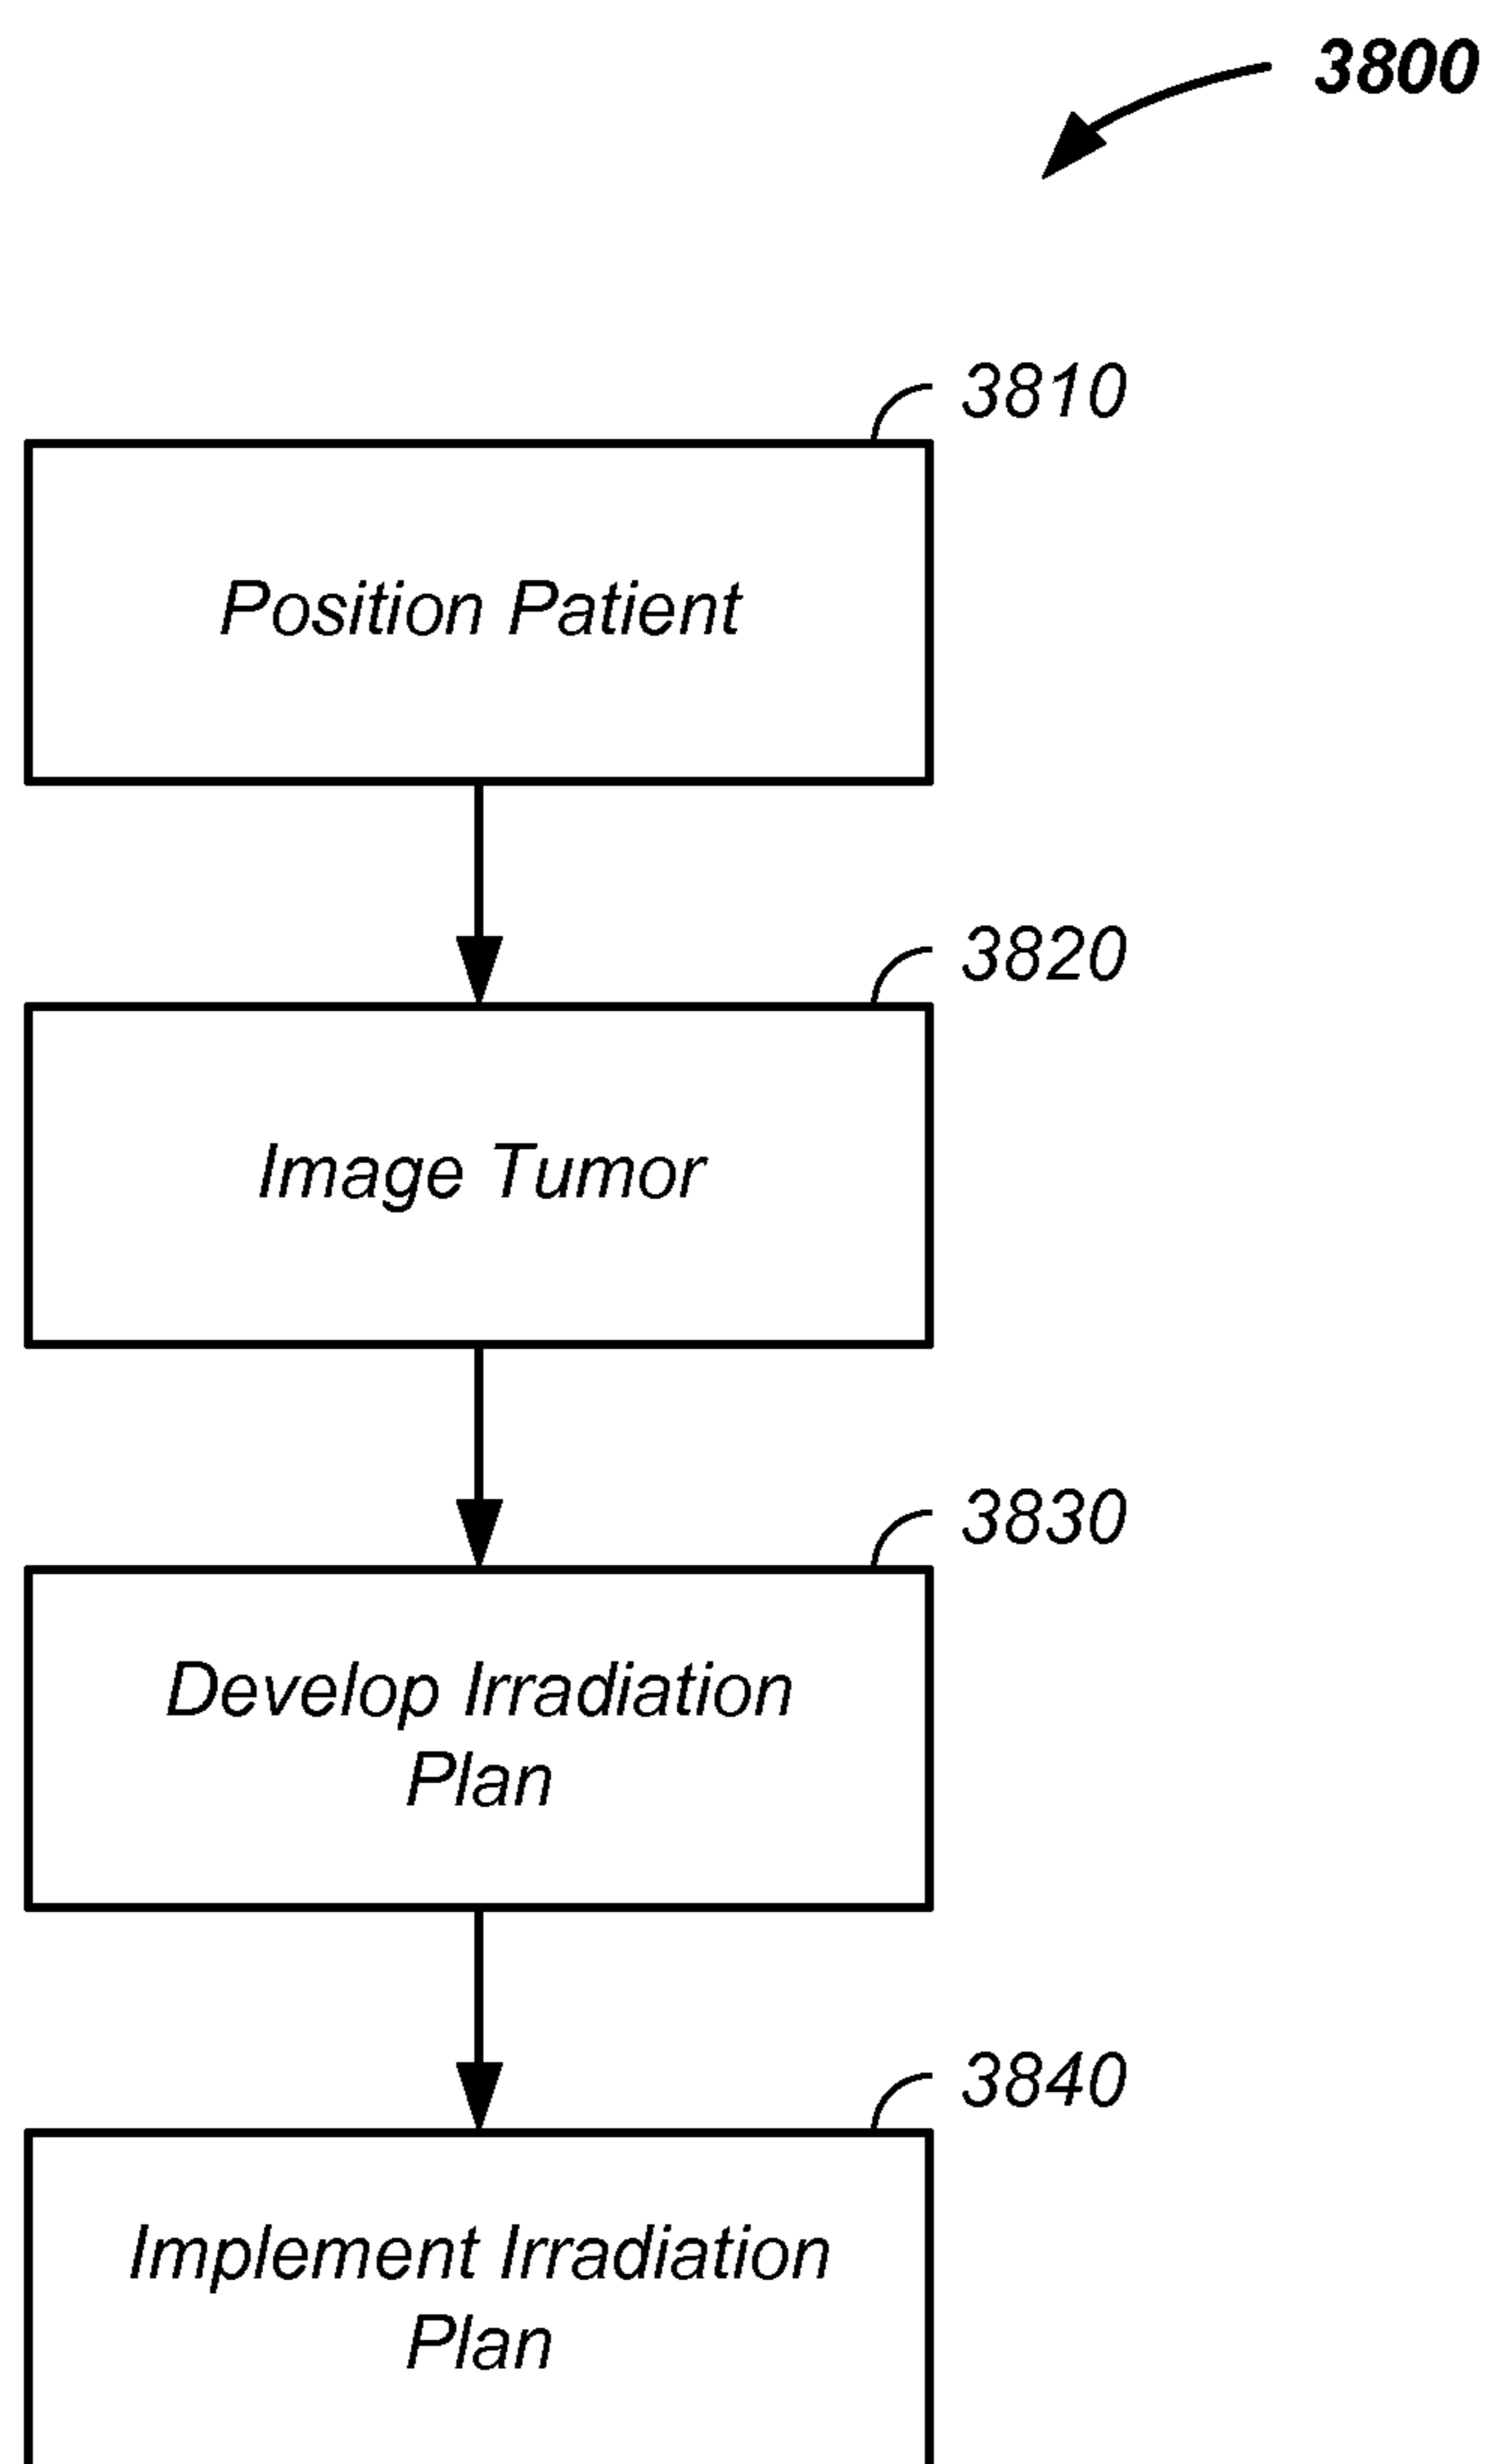 3800
3810
Position Patient
3820
Image Tumor
3830
Develop Irradiation
Plan
3840
Implement Irradiation
Plan